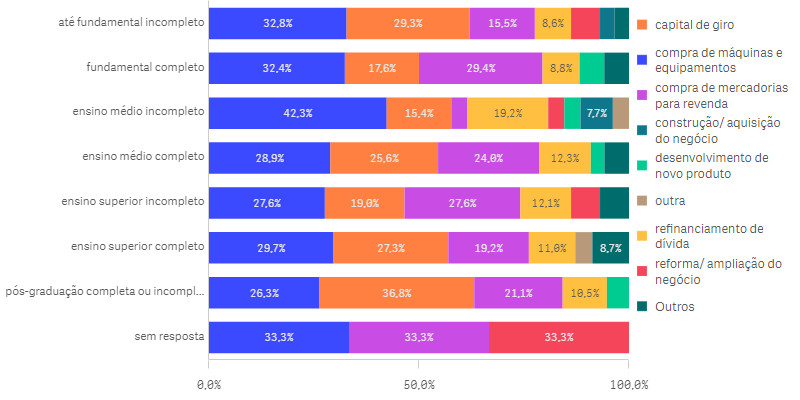 até fundamental incompleto
32,8%
29,3%
15,5%
8,6%
fundamental completo
32,4%
17,6%
29,4%
8,8%
ensino médio incompleto
42,3%
15,4%
19,2%
7,7%
ensino médio completo
28,9%
25,6%
24,0%
12,3%
ensino superior incompleto
27,6%
19,0%
27,6%
12,1%
ensino superior completo
29,7%
27,3%
19,2%
11,0%
8,7%
pós-graduação completa ou incompl...
26,3%
36,8%
21,1%
10,5%
sem resposta
33,3%
33,3%
33,3%
0,0%
50,0%
100,0%
capital de giro
compra de máquinas e
equipamentos
compra de mercadorias
para revenda
construção/ aquisição
do negócio
desenvolvimento de
novo produto
outra
refinanciamento de
dívida
reforma/ ampliação do
negócio
Outros